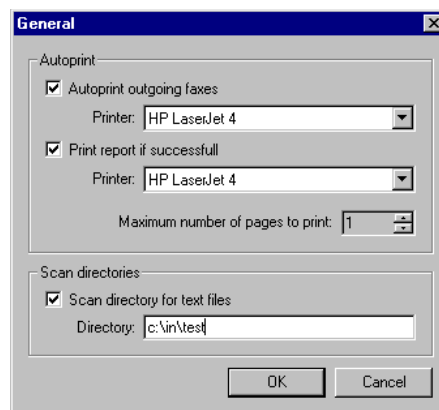 General
Autoprint
Autoprint outgoing faxes
Printer: HP LaserJet 4
Print report if successfull
Printer: HP LaserJet 4
Maximum number of pages to print: 1
Scan directories
Scan directory for text files
Directory: c:\in\test
OK Cancel